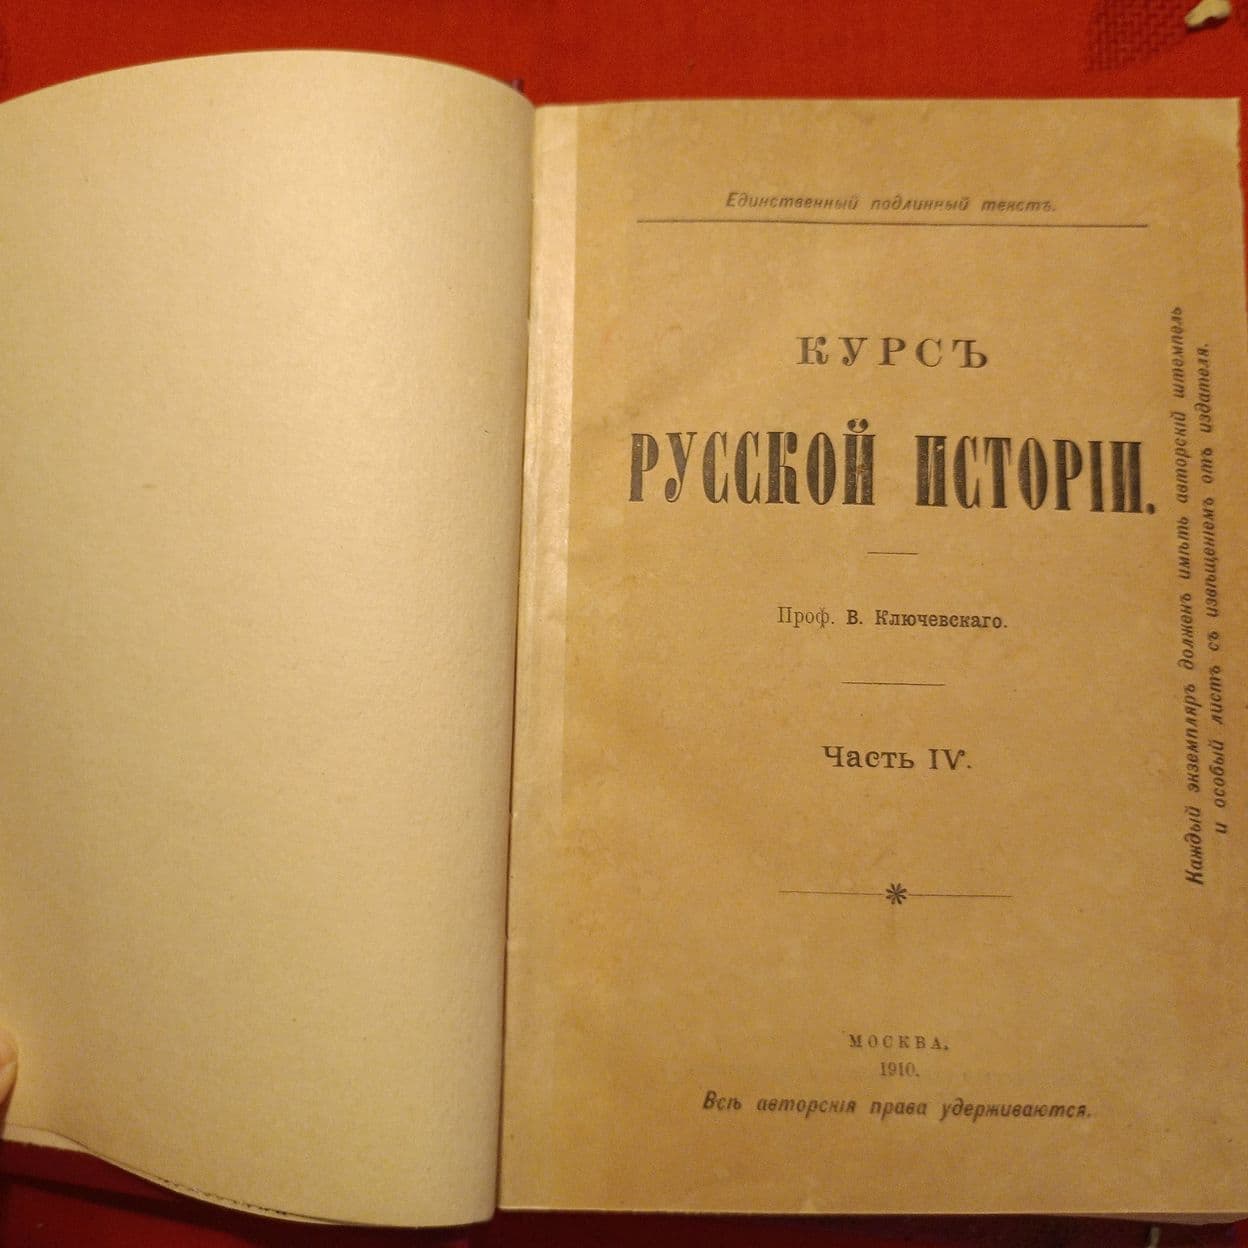 Единственный подлинный текстъ.
КУРСЪ
РУССКОЙ ИСТОРІИ.
Проф. В. Ключевскаго.
Часть IV.
МОСКВА.
1910.
Всѣ авторскія права удерживаются.
Каждый экземпляръ долженъ имѣть авторскій штемпель
и особый листъ съ извѣщеніемъ отъ издателя.